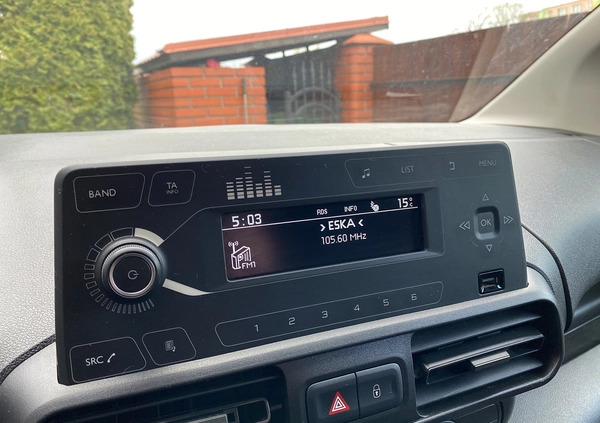 BAND
TA
INFO
LIST
MENU
5:03 RDS INFO 15°C
> ESKA <
105.60 MHz
FM1
OK
1 2 3 4 5 6
SRC